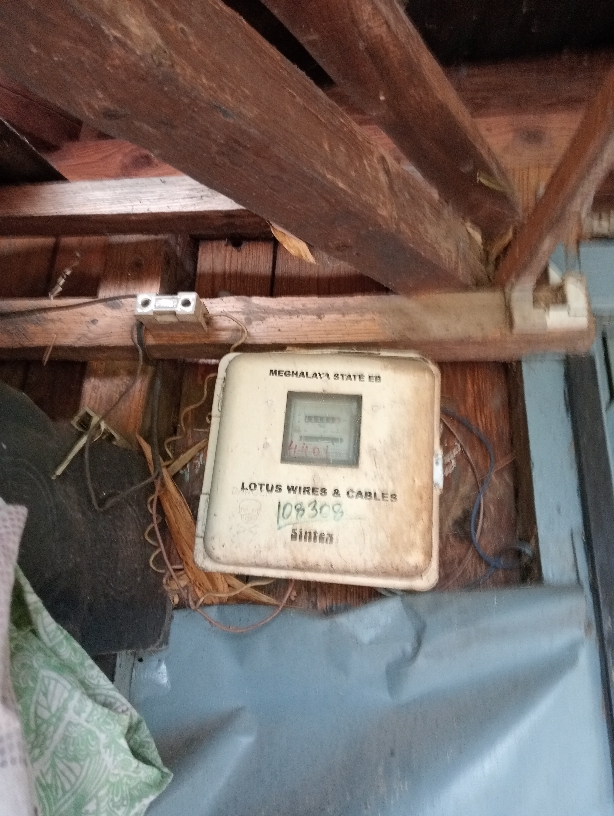 MEGHALAYA STATE EB
LOTUS WIRES & CABLES
108308
Sintex